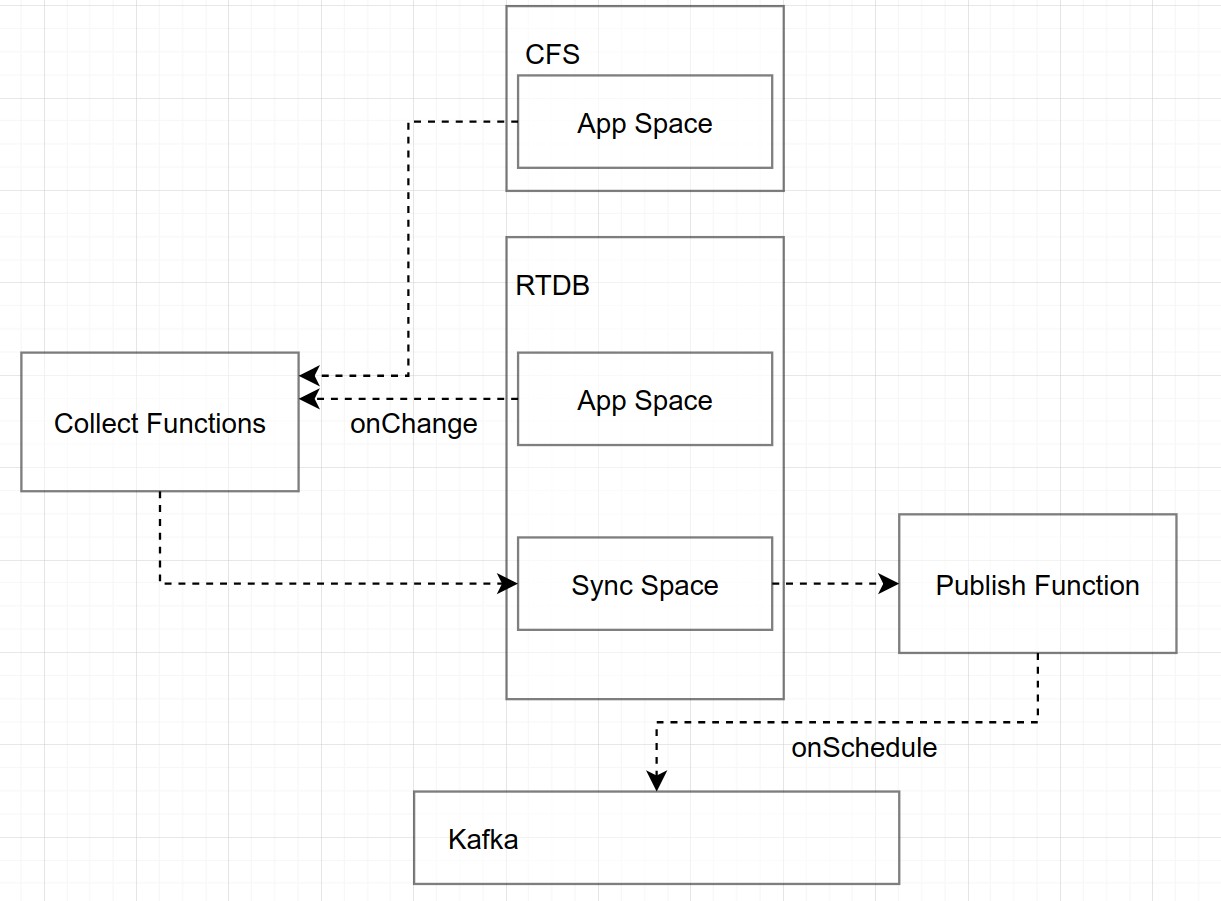 CFS
App Space
RTDB
App Space
Collect Functions
onChange
Sync Space
Publish Function
onSchedule
Kafka